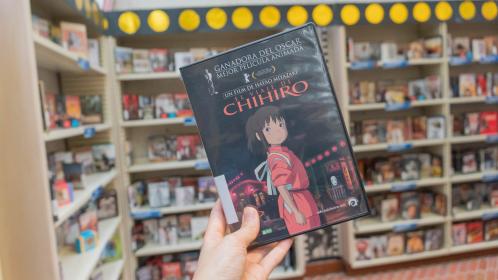 GANADORA DEL OSCAR
MEJOR PELÍCULA ANIMADA
UN FILM DE HAYAO MIYAZAKI
EL VIAJE DE
CHIHIRO